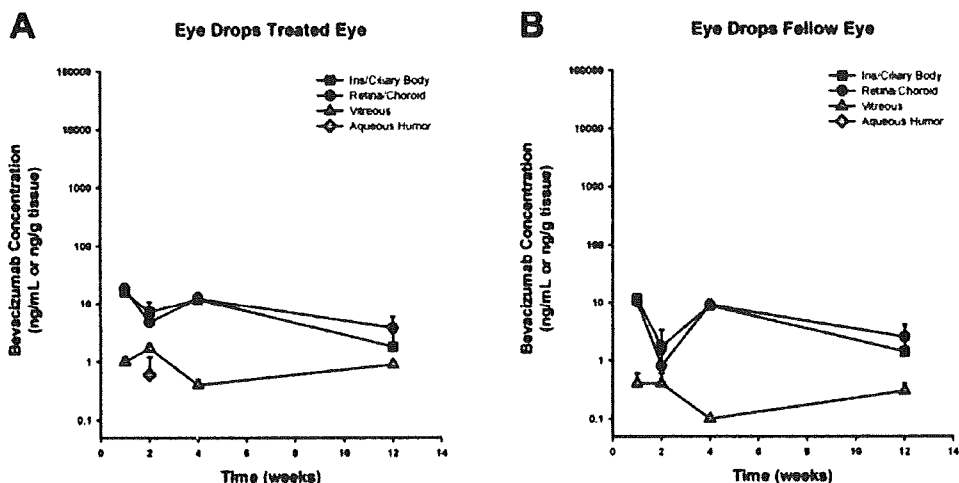 A
Eye Drops Treated Eye
Bevacizumab Concentration
(ng/mL or ng/g tissue)
100000
10000
1000
100
10
1
0.1
Iris/Ciliary Body
Retina/Choroid
Vitreous
Aqueous Humor
0 2 4 6 8 10 12 14
Time (weeks)
B
Eye Drops Fellow Eye
Bevacizumab Concentration
(ng/mL or ng/g tissue)
100000
10000
1000
100
10
1
0.1
Iris/Ciliary Body
Retina/Choroid
Vitreous
Aqueous Humor
0 2 4 6 8 10 12 14
Time (weeks)